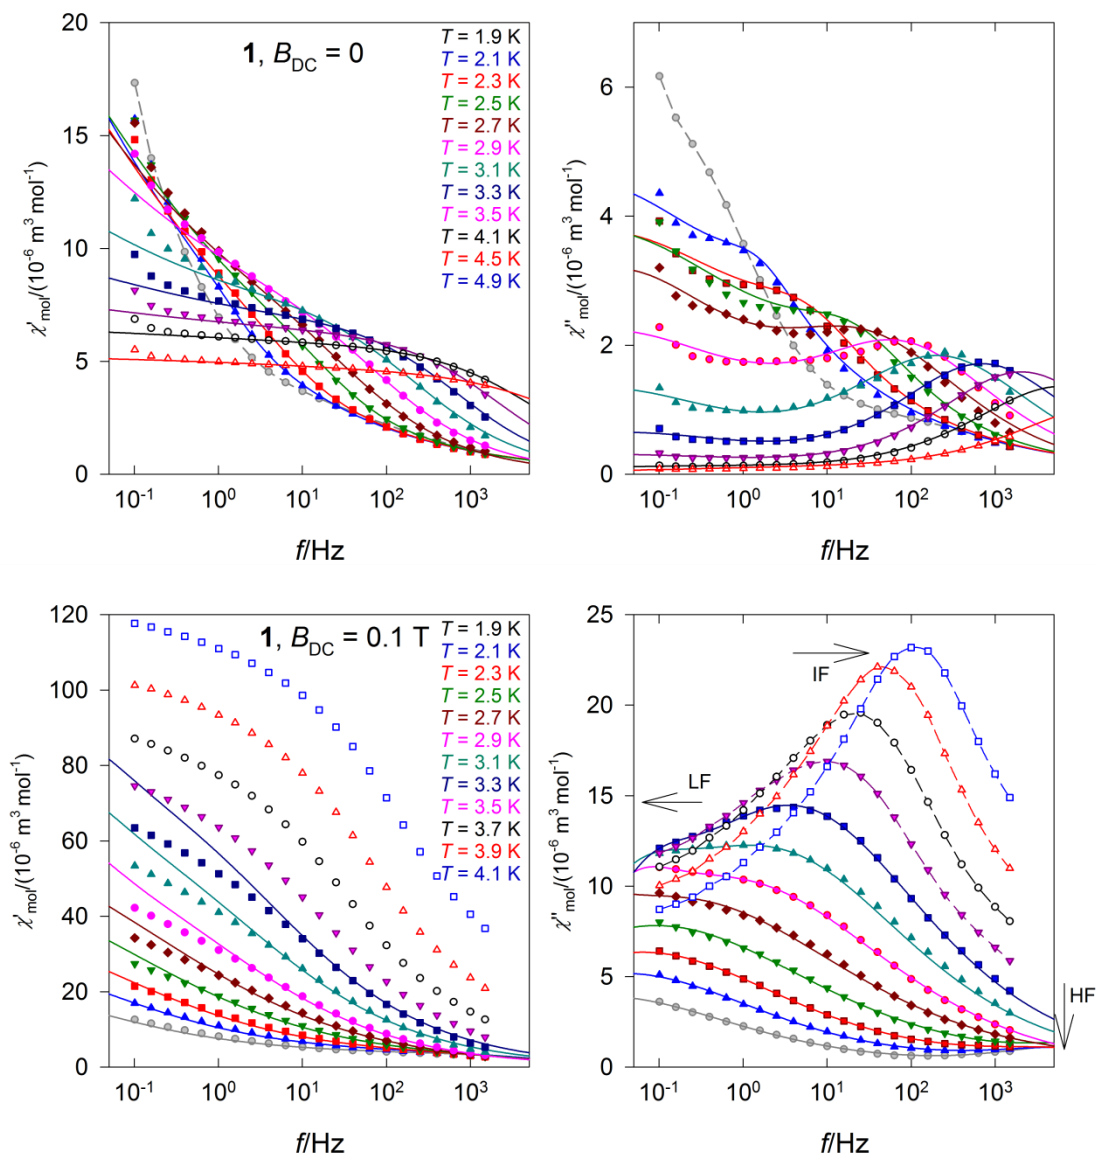 1, B_DC = 0
T = 1.9 K
T = 2.1 K
T = 2.3 K
T = 2.5 K
T = 2.7 K
T = 2.9 K
T = 3.1 K
T = 3.3 K
T = 3.5 K
T = 4.1 K
T = 4.5 K
T = 4.9 K
χ'mol/(10⁻⁶ m³ mol⁻¹)
20
15
10
5
0
10⁻¹ 10⁰ 10¹ 10² 10³
f/Hz
χ''mol/(10⁻⁶ m³ mol⁻¹)
6
4
2
0
10⁻¹ 10⁰ 10¹ 10² 10³
f/Hz
1, B_DC = 0.1 T
T = 1.9 K
T = 2.1 K
T = 2.3 K
T = 2.5 K
T = 2.7 K
T = 2.9 K
T = 3.1 K
T = 3.3 K
T = 3.5 K
T = 3.7 K
T = 3.9 K
T = 4.1 K
χ'mol/(10⁻⁶ m³ mol⁻¹)
120
100
80
60
40
20
0
10⁻¹ 10⁰ 10¹ 10² 10³
f/Hz
χ''mol/(10⁻⁶ m³ mol⁻¹)
25
20
15
10
5
0
IF
LF
HF
10⁻¹ 10⁰ 10¹ 10² 10³
f/Hz